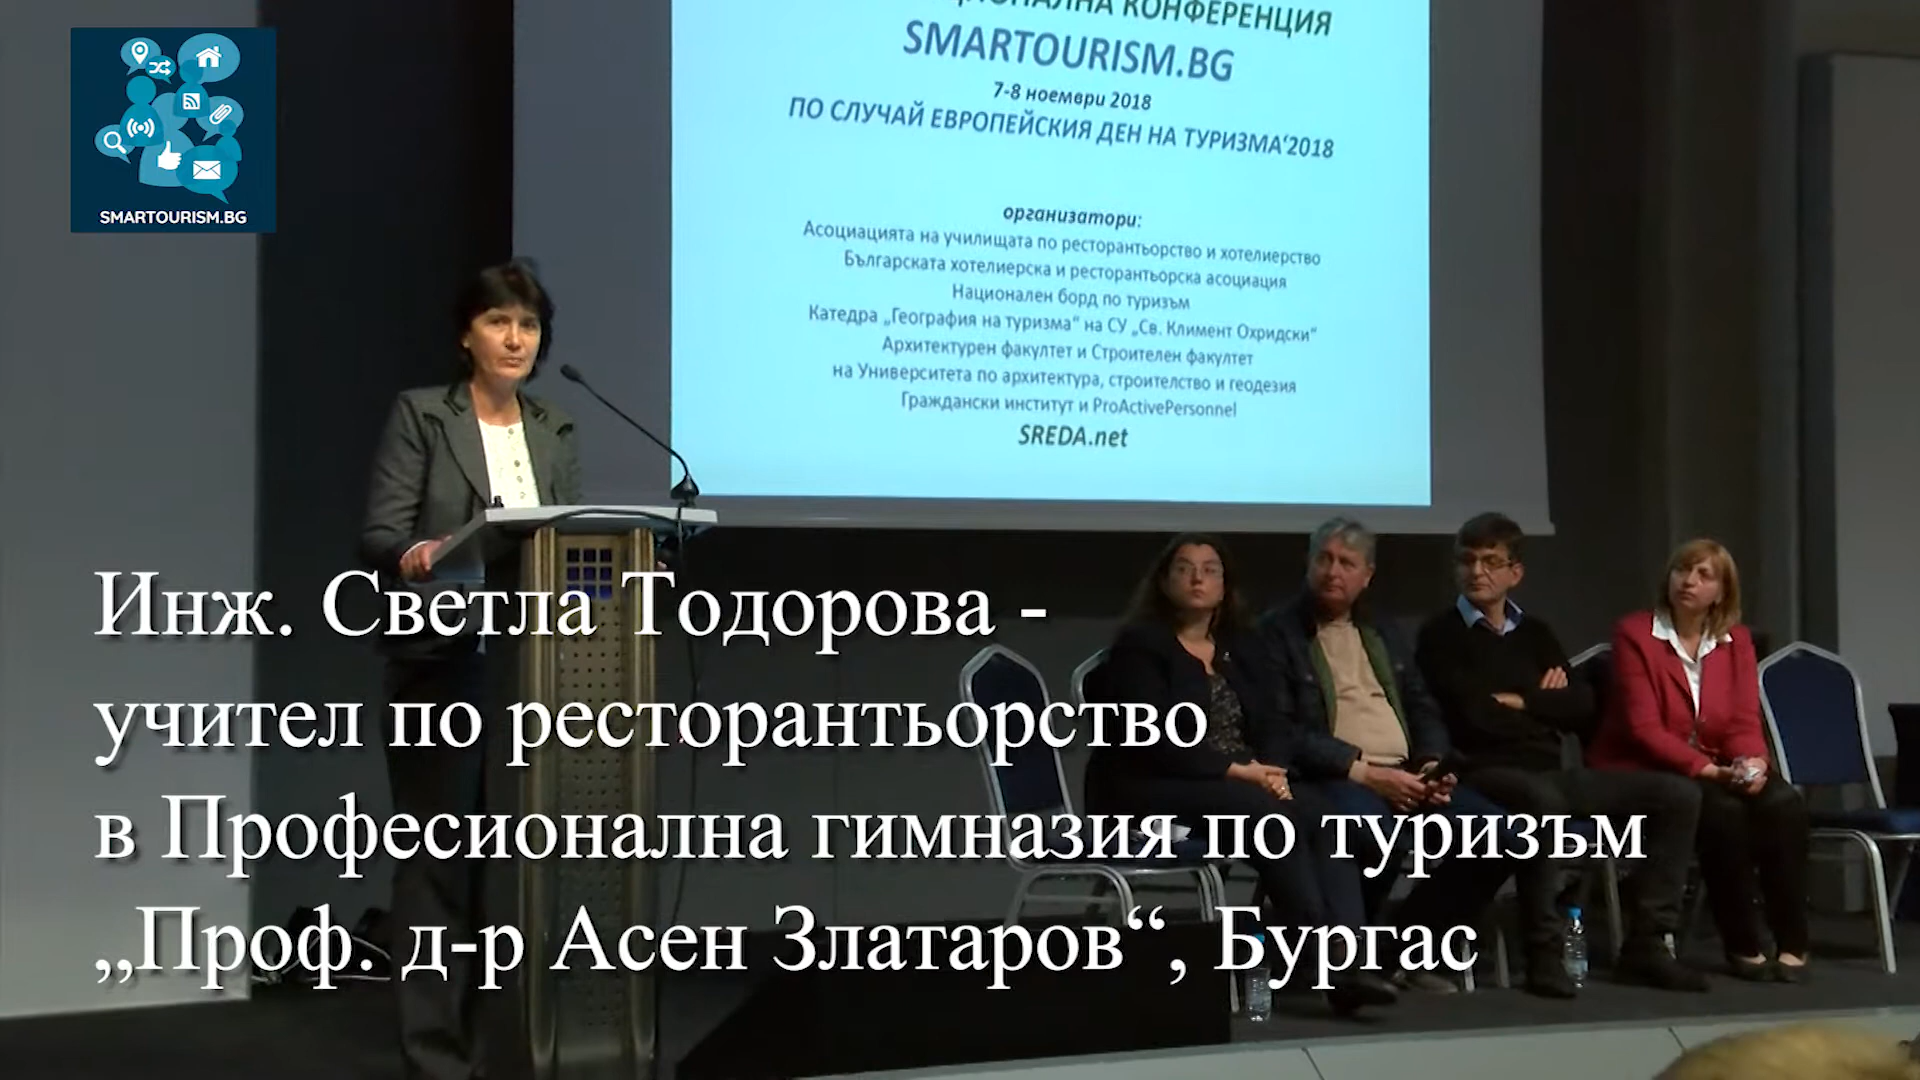 КОНФЕРЕНЦИЯ
SMARTOURISM.BG
7-8 ноември 2018
ПО СЛУЧАЙ ЕВРОПЕЙСКИЯ ДЕН НА ТУРИЗМА‘2018
организатори:
Асоциацията на училищата по ресторантьорство и хотелиерство
Българската хотелиерска и ресторантьорска асоциация
Национален борд по туризъм
Катедра „География на туризма“ на СУ „Св. Климент Охридски“
Архитектурен факултет и Строителен факултет
на Университета по архитектура, строителство и геодезия
Граждански институт и ProActivePersonnel
SREDA.net
SMARTOURISM.BG
Инж. Светла Тодорова -
учител по ресторантьорство
в Професионална гимназия по туризъм
„Проф. д-р Асен Златаров“, Бургас